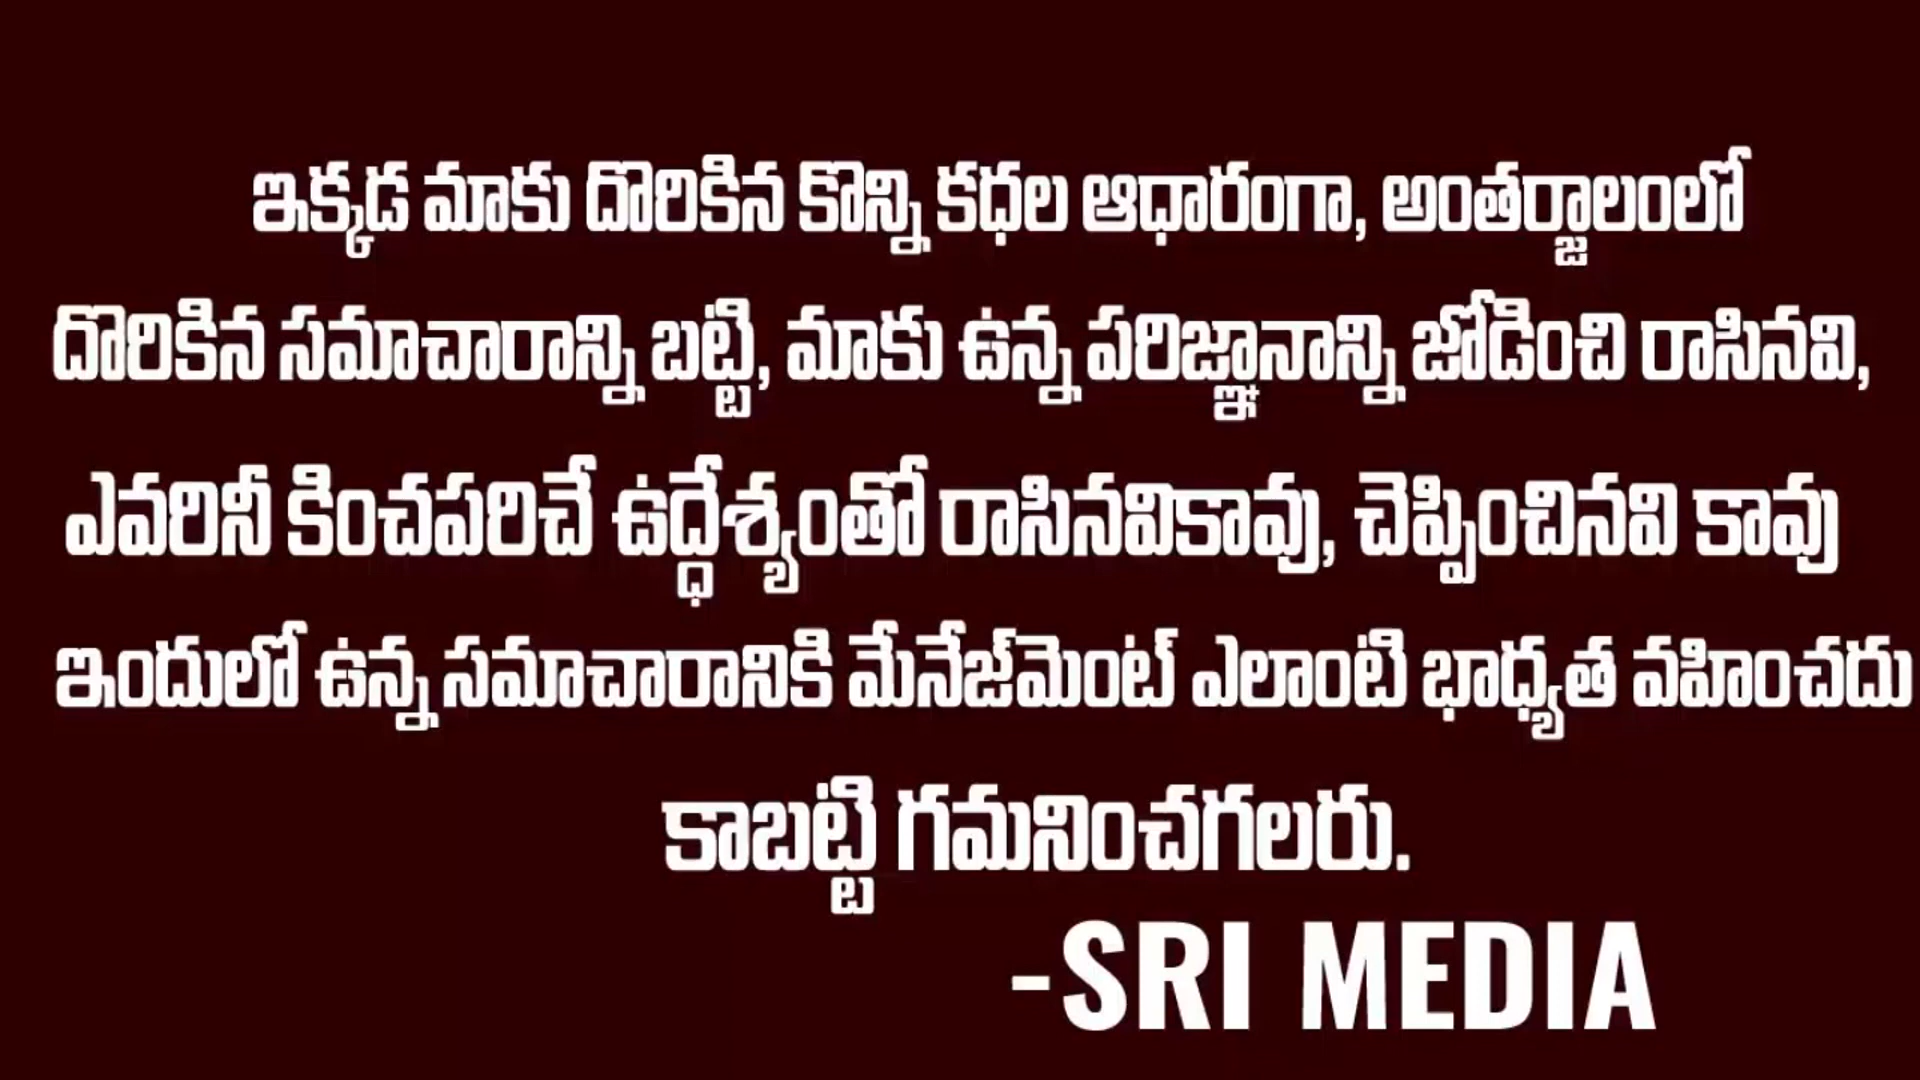 ఇక్కడ మాకు దొరికిన కొన్ని కధల ఆధారంగా, అంతర్జాలంలో
దొరికిన సమాచారాన్ని బట్టి, మాకు ఉన్న పరిజ్ఞానాన్ని జోడించి రాసినవి,
ఎవరినీ కించపరిచే ఉద్ధేశ్యంతో రాసినవికావు, చెప్పించినవి కావు
ఇందులో ఉన్న సమాచారానికి మేనేజ్‌మెంట్ ఎలాంటి భాధ్యత వహించదు
కాబట్టి గమనించగలరు.
-SRI MEDIA